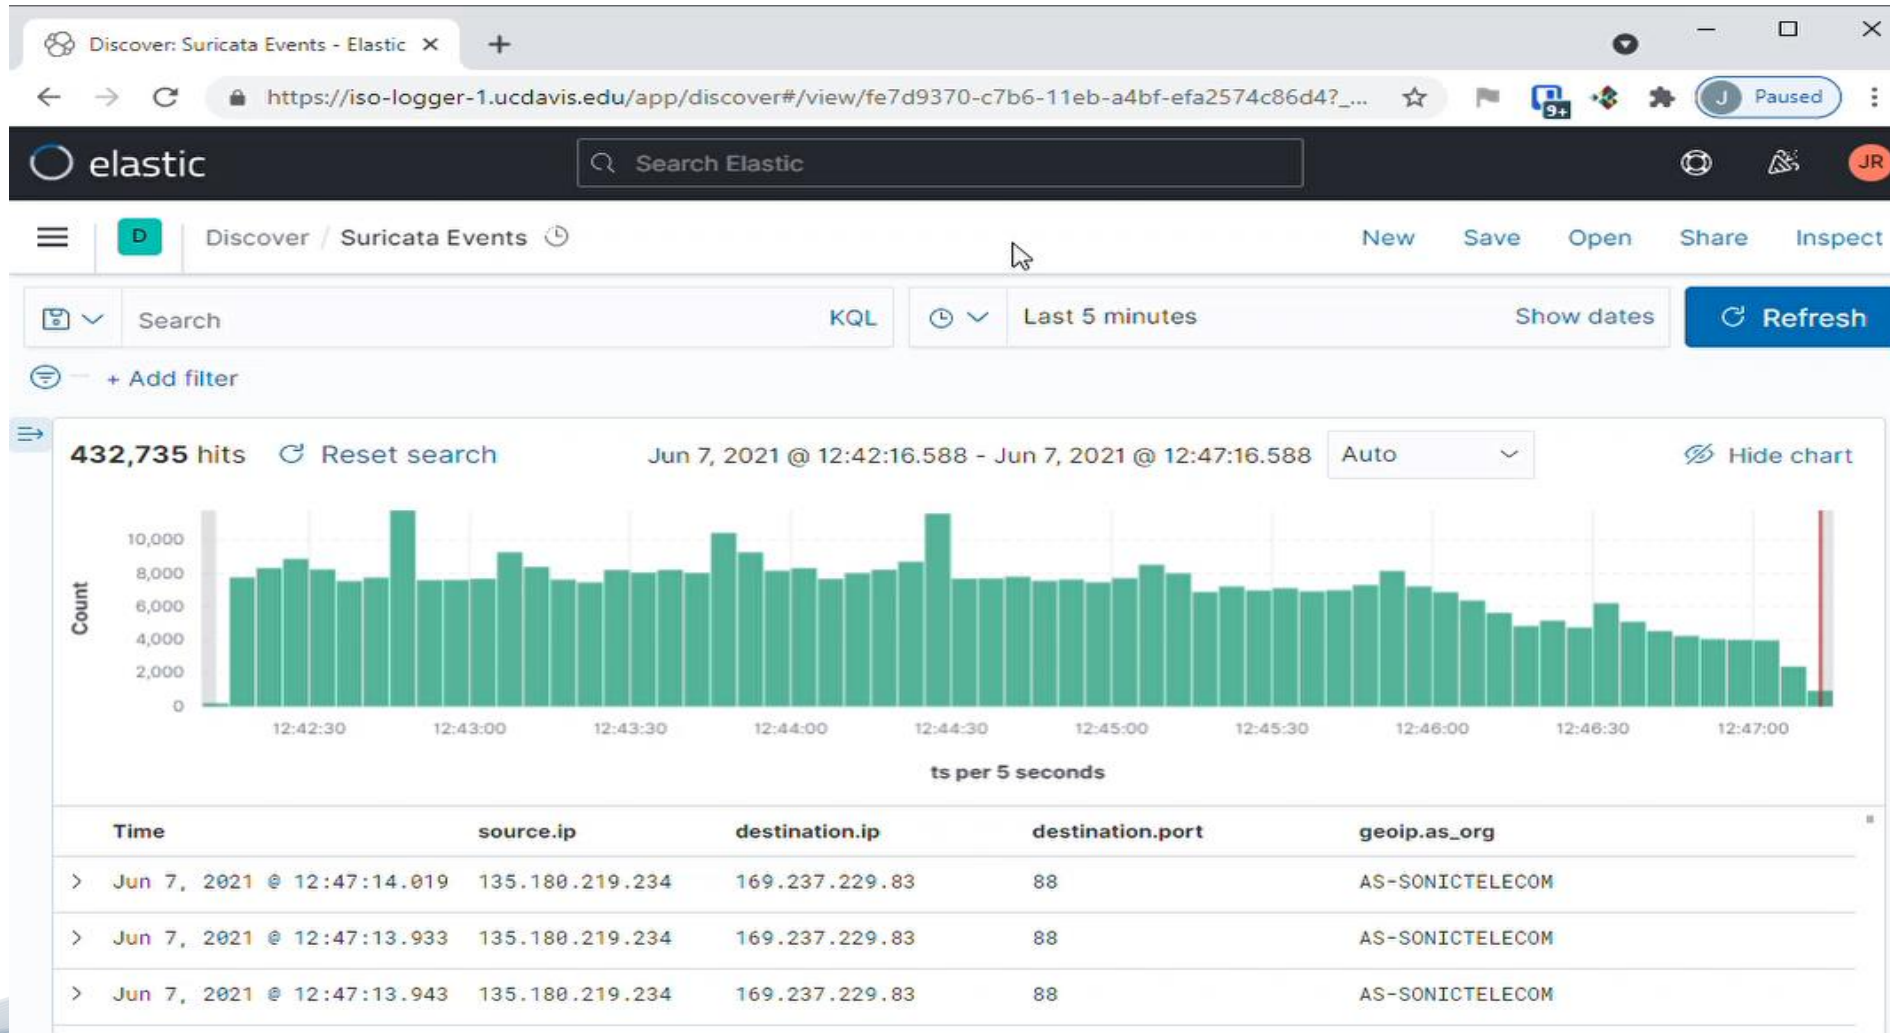 Discover: Suricata Events - Elastic
https://iso-logger-1.ucdavis.edu/app/discover#/view/fe7d9370-c7b6-11eb-a4bf-efa2574c86d4?_...
9+
J Paused
elastic
Search Elastic
JR
D Discover / Suricata Events
New Save Open Share Inspect
Search KQL
Last 5 minutes Show dates
Refresh
+ Add filter
432,735 hits Reset search
Jun 7, 2021 @ 12:42:16.588 - Jun 7, 2021 @ 12:47:16.588 Auto
Hide chart
10,000
8,000
6,000
4,000
2,000
0
Count
12:42:30 12:43:00 12:43:30 12:44:00 12:44:30 12:45:00 12:45:30 12:46:00 12:46:30 12:47:00
ts per 5 seconds
Time source.ip destination.ip destination.port geoip.as_org
Jun 7, 2021 @ 12:47:14.019 135.180.219.234 169.237.229.83 88 AS-SONICTELECOM
Jun 7, 2021 @ 12:47:13.933 135.180.219.234 169.237.229.83 88 AS-SONICTELECOM
Jun 7, 2021 @ 12:47:13.943 135.180.219.234 169.237.229.83 88 AS-SONICTELECOM